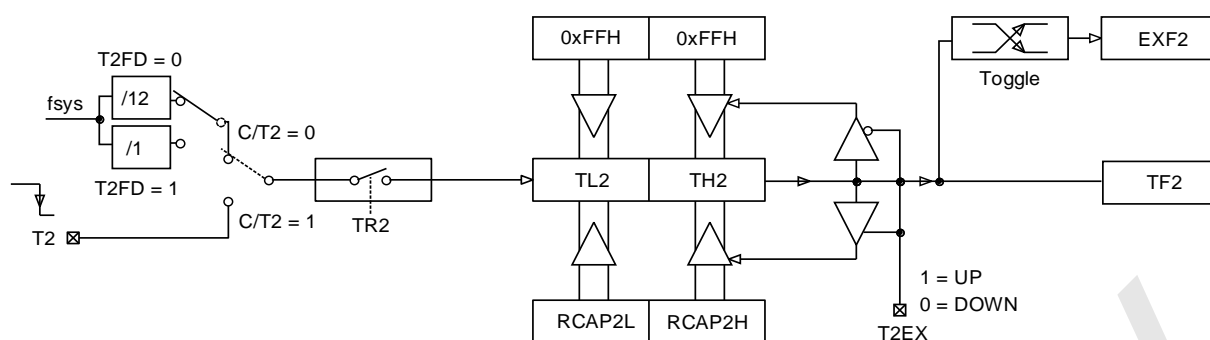 0xFFH 0xFFH EXF2
T2FD = 0
Toggle
/12
fsys
C/T2 = 0
/1
T2FD = 1
TL2 TH2 TF2
C/T2 = 1
TR2
T2
1 = UP
0 = DOWN
RCAP2L RCAP2H
T2EX